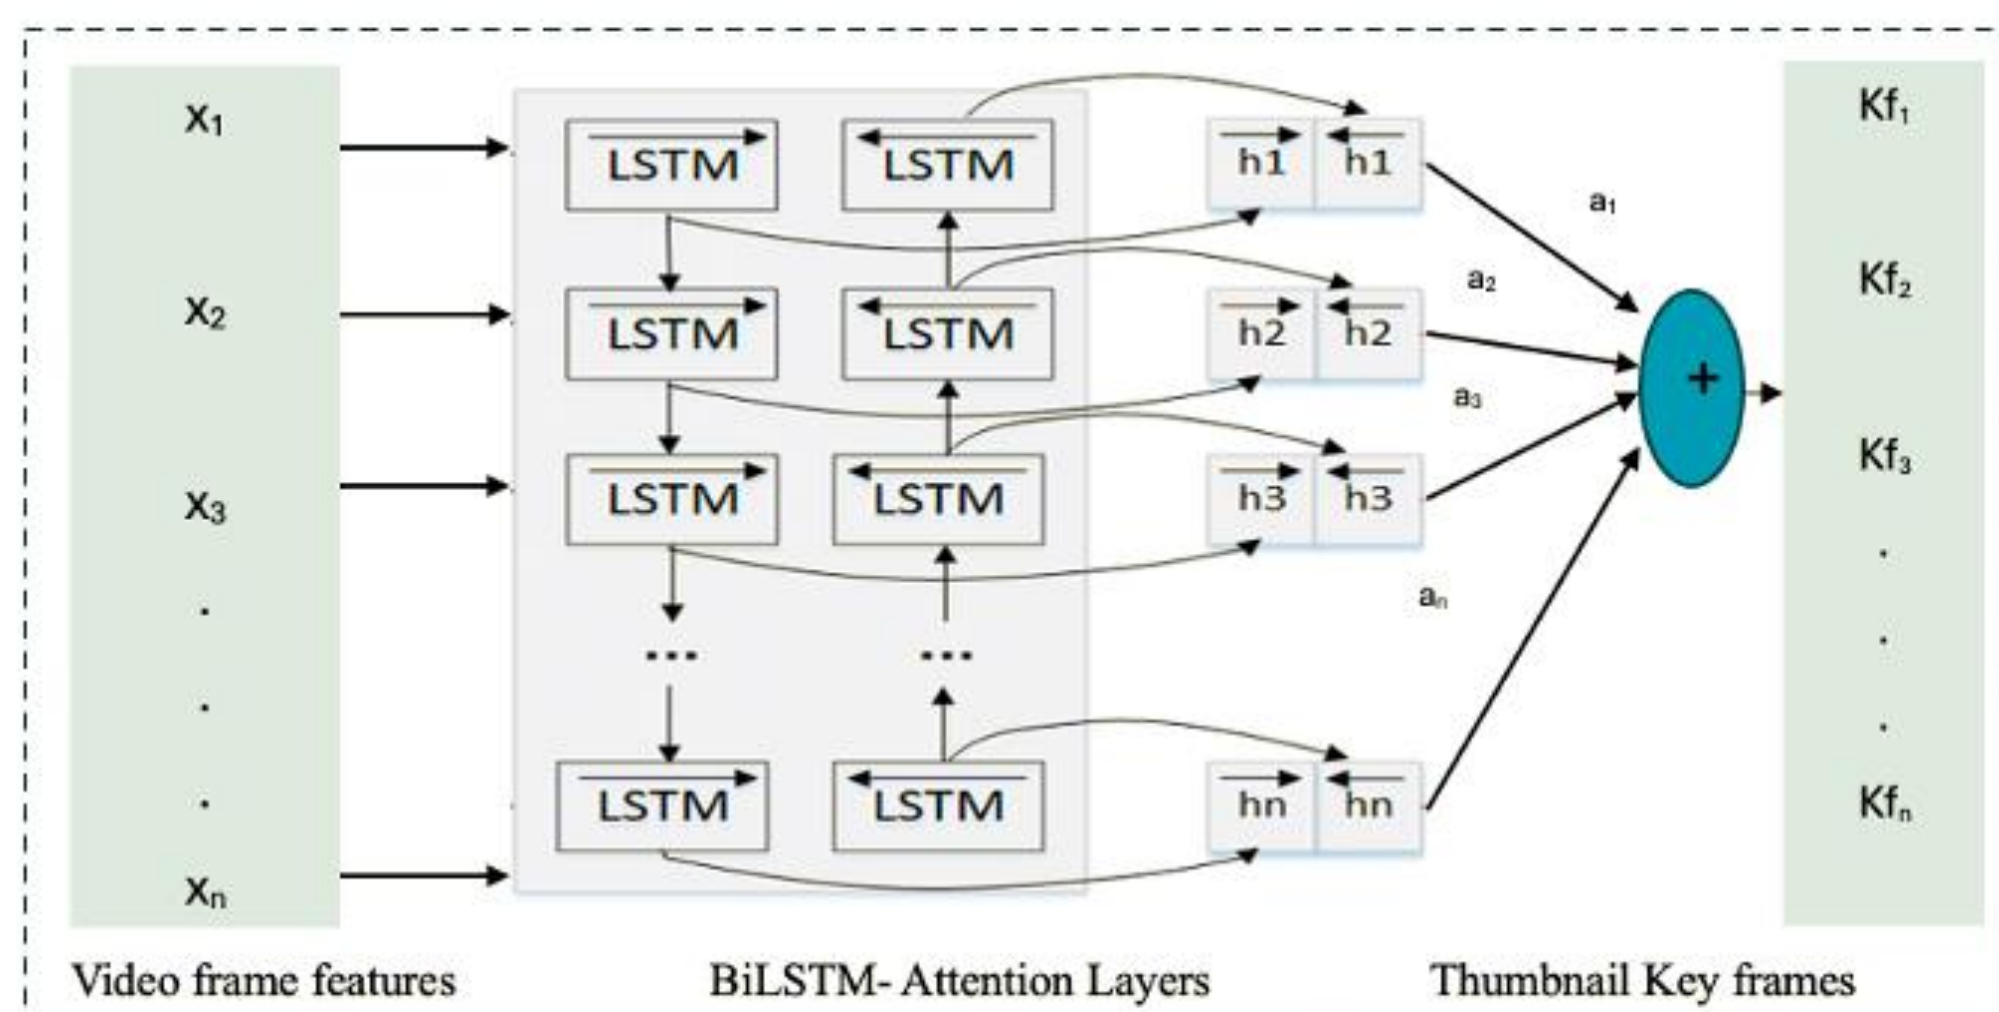 x₁
x₂
x₃
.
.
.
xₙ
LSTM LSTM
LSTM LSTM
LSTM LSTM
... ...
LSTM LSTM
h1 h1
h2 h2
h3 h3
hn hn
a₁
a₂
a₃
aₙ
+
Kf₁
Kf₂
Kf₃
.
.
.
Kfₙ
Video frame features
BiLSTM- Attention Layers
Thumbnail Key frames